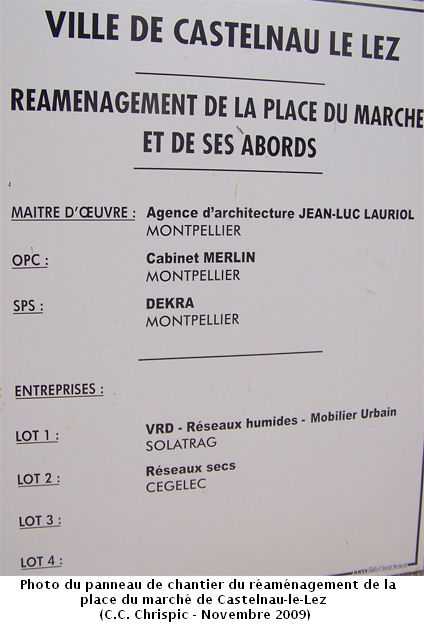 VILLE DE CASTELNAU LE LEZ
REAMENAGEMENT DE LA PLACE DU MARCHE
ET DE SES ABORDS
MAITRE D'ŒUVRE : Agence d'architecture JEAN-LUC LAURIOL
MONTPELLIER
OPC : Cabinet MERLIN
MONTPELLIER
SPS : DEKRA
MONTPELLIER
ENTREPRISES :
LOT 1 : VRD - Réseaux humides - Mobilier Urbain
SOLATRAG
LOT 2 : Réseaux secs
CEGELEC
LOT 3 :
LOT 4 :
Photo du panneau de chantier du réaménagement de la
place du marché de Castelnau-le-Lez
(C.C. Chrispic - Novembre 2009)